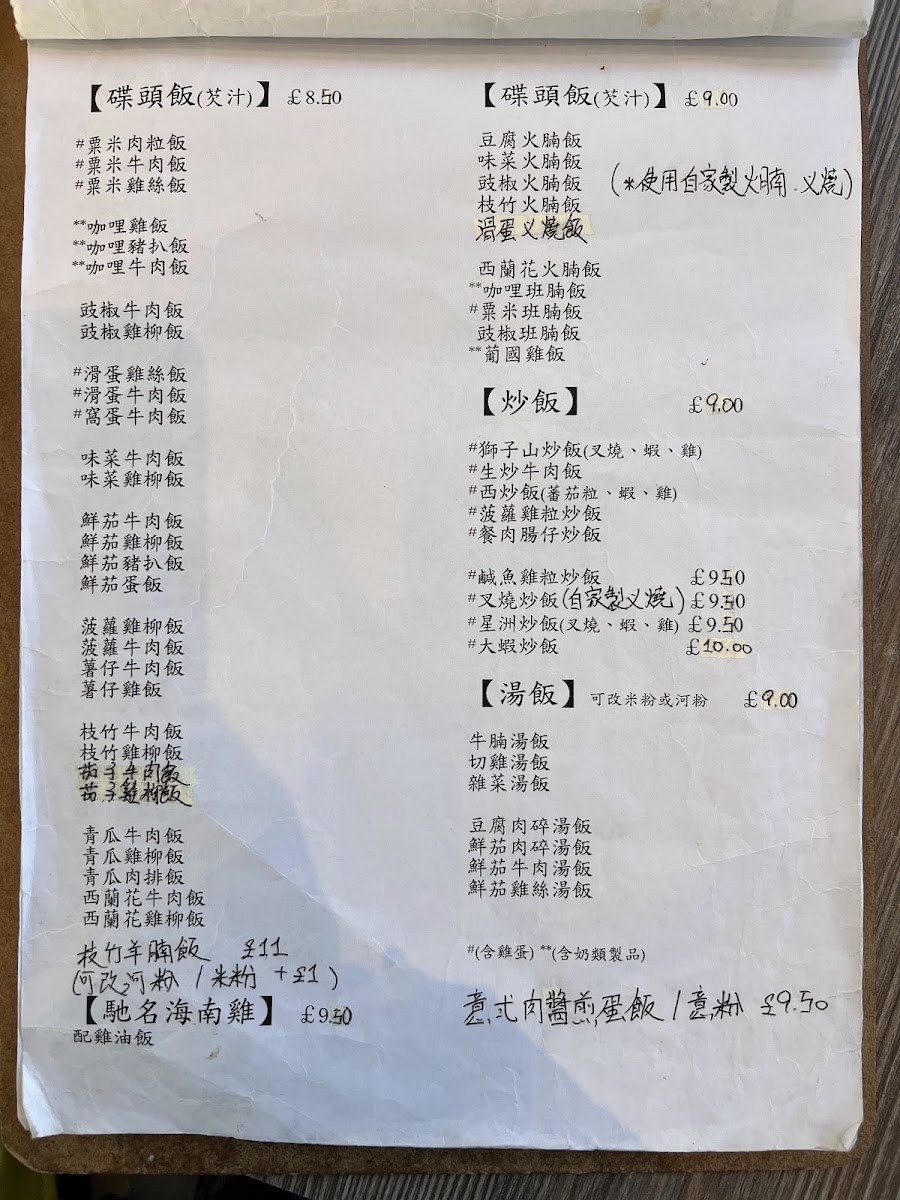 【碟頭飯(芡汁)】 £8.50
#粟米肉粒飯
#粟米牛肉飯
#粟米雞絲飯
**咖哩雞飯
**咖哩豬扒飯
**咖哩牛肉飯
豉椒牛肉飯
豉椒雞柳飯
#滑蛋雞絲飯
#滑蛋牛肉飯
#窩蛋牛肉飯
味菜牛肉飯
味菜雞柳飯
鮮茄牛肉飯
鮮茄雞柳飯
鮮茄豬扒飯
鮮茄蛋飯
菠蘿雞柳飯
菠蘿牛肉飯
薯仔牛肉飯
薯仔雞飯
枝竹牛肉飯
枝竹雞柳飯
茄子牛肉飯
茄子雞柳飯
青瓜牛肉飯
青瓜雞柳飯
青瓜肉排飯
西蘭花牛肉飯
西蘭花雞柳飯
枝竹羊腩飯 £11
(可改河粉 / 米粉 +£1)
【馳名海南雞】 £9.50
配雞油飯
【碟頭飯(芡汁)】 £9.00
豆腐火腩飯
味菜火腩飯
豉椒火腩飯 (*使用自家製火腩.义燒)
枝竹火腩飯
滑蛋义燒飯
西蘭花火腩飯
**咖哩班腩飯
#粟米班腩飯
豉椒班腩飯
**葡國雞飯
【炒飯】 £9.00
#獅子山炒飯(叉燒、蝦、雞)
#生炒牛肉飯
#西炒飯(蕃茄粒、蝦、雞)
#菠蘿雞粒炒飯
#餐肉腸仔炒飯
#鹹魚雞粒炒飯 £9.50
#叉燒炒飯(自家製义燒) £9.50
#星洲炒飯(叉燒、蝦、雞) £9.50
#大蝦炒飯 £10.00
【湯飯】 可改米粉或河粉 £9.00
牛腩湯飯
切雞湯飯
雜菜湯飯
豆腐肉碎湯飯
鮮茄肉碎湯飯
鮮茄牛肉湯飯
鮮茄雞絲湯飯
#(含雞蛋) **(含奶類製品)
意式肉醬煎蛋飯 / 意粉 £9.50